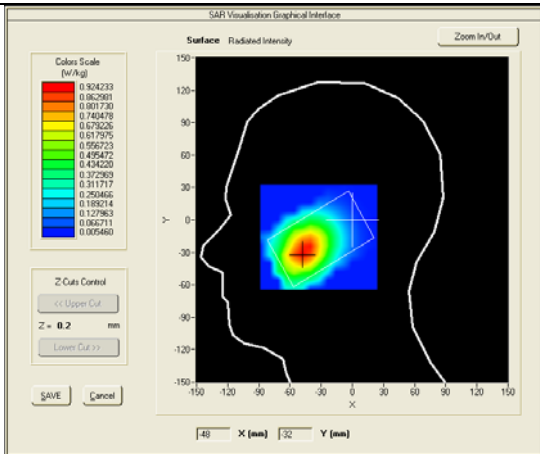 SAR Visualisation Graphical Interface
Surface Radiated Intensity
Zoom In/Out
Colors Scale
(W/kg)
0.924233
0.862981
0.801730
0.740478
0.679226
0.617975
0.556723
0.495472
0.434220
0.372969
0.311717
0.250466
0.189214
0.127963
0.066711
0.005460
Z Cuts Control
<< Upper Cut
Z = 0.2 mm
Lower Cut >>
SAVE Cancel
150
120
90
60
30
Y 0
-30
-60
-90
-120
-150
-150 -120 -90 -60 -30 0 30 60 90 120 150
X
-48 X (mm) -32 Y (mm)